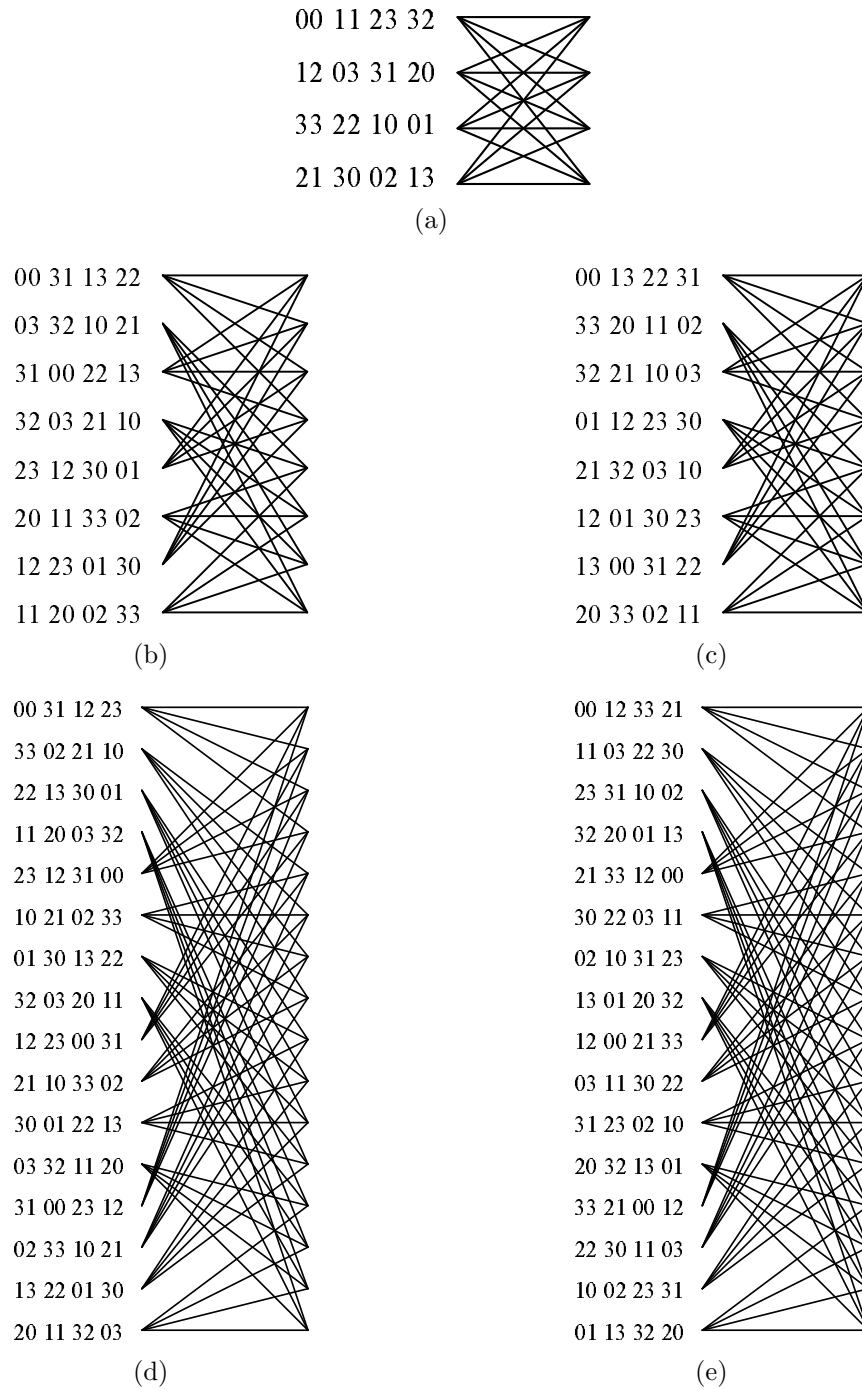 00 11 23 32
12 03 31 20
33 22 10 01
21 30 02 13
(a)
00 31 13 22
03 32 10 21
31 00 22 13
32 03 21 10
23 12 30 01
20 11 33 02
12 23 01 30
11 20 02 33
(b)
00 13 22 31
33 20 11 02
32 21 10 03
01 12 23 30
21 32 03 10
12 01 30 23
13 00 31 22
20 33 02 11
(c)
00 31 12 23
33 02 21 10
22 13 30 01
11 20 03 32
23 12 31 00
10 21 02 33
01 30 13 22
32 03 20 11
12 23 00 31
21 10 33 02
30 01 22 13
03 32 11 20
31 00 23 12
02 33 10 21
13 22 01 30
20 11 32 03
(d)
00 12 33 21
11 03 22 30
23 31 10 02
32 20 01 13
21 33 12 00
30 22 03 11
02 10 31 23
13 01 20 32
12 00 21 33
03 11 30 22
31 23 02 10
20 32 13 01
33 21 00 12
22 30 11 03
10 02 23 31
01 13 32 20
(e)